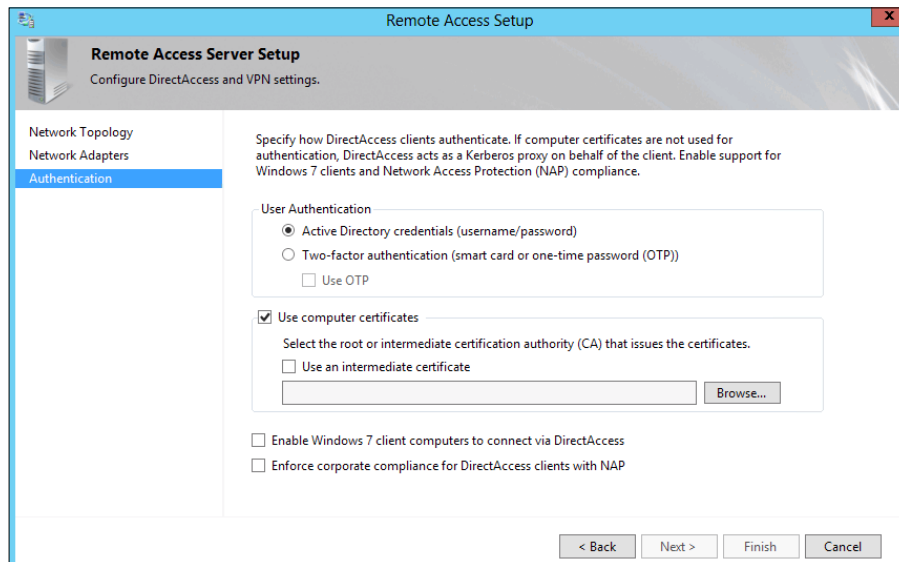 Remote Access Setup
x
Remote Access Server Setup
Configure DirectAccess and VPN settings.
Network Topology
Network Adapters
Authentication
Specify how DirectAccess clients authenticate. If computer certificates are not used for
authentication, DirectAccess acts as a Kerberos proxy on behalf of the client. Enable support for
Windows 7 clients and Network Access Protection (NAP) compliance.
User Authentication
Active Directory credentials (username/password)
Two-factor authentication (smart card or one-time password (OTP))
Use OTP
Use computer certificates
Select the root or intermediate certification authority (CA) that issues the certificates.
Use an intermediate certificate
Browse...
Enable Windows 7 client computers to connect via DirectAccess
Enforce corporate compliance for DirectAccess clients with NAP
< Back Next > Finish Cancel